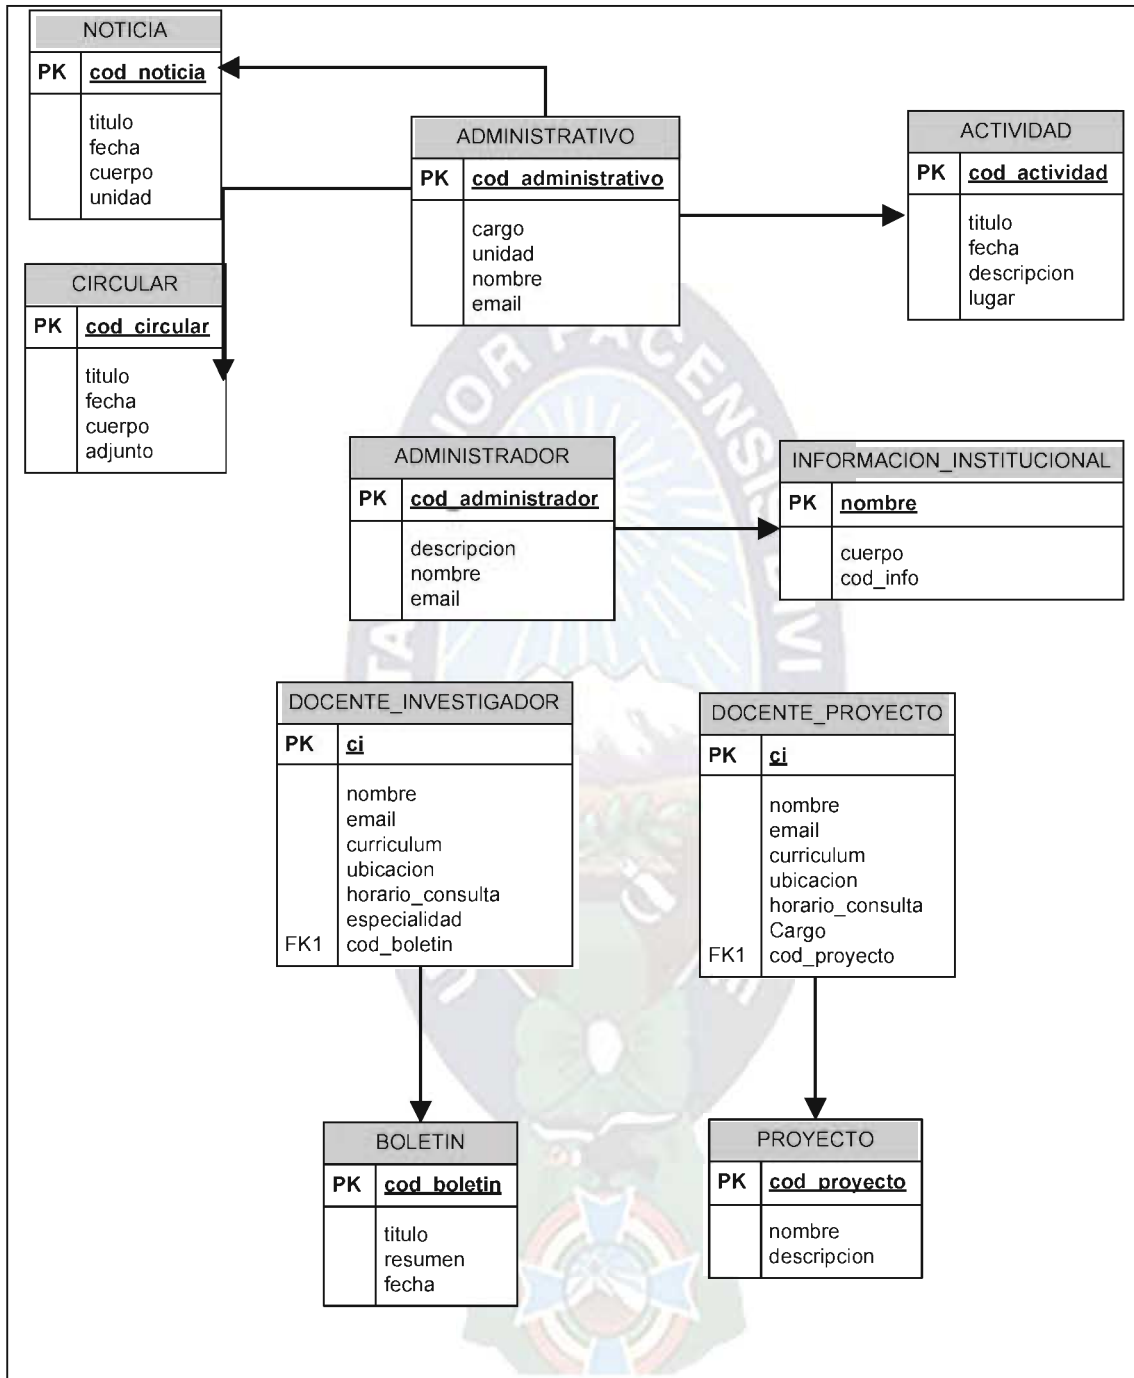 NOTICIA
PK cod_noticia
titulo
fecha
cuerpo
unidad
ADMINISTRATIVO
PK cod_administrativo
cargo
unidad
nombre
email
ACTIVIDAD
PK cod_actividad
titulo
fecha
descripcion
lugar
CIRCULAR
PK cod_circular
titulo
fecha
cuerpo
adjunto
ADMINISTRADOR
PK cod_administrador
descripcion
nombre
email
INFORMACION_INSTITUCIONAL
PK nombre
cuerpo
cod_info
DOCENTE_INVESTIGADOR
PK ci
nombre
email
curriculum
ubicacion
horario_consulta
especialidad
FK1 cod_boletin
DOCENTE_PROYECTO
PK ci
nombre
email
curriculum
ubicacion
horario_consulta
Cargo
FK1 cod_proyecto
BOLETIN
PK cod_boletin
titulo
resumen
fecha
PROYECTO
PK cod_proyecto
nombre
descripcion